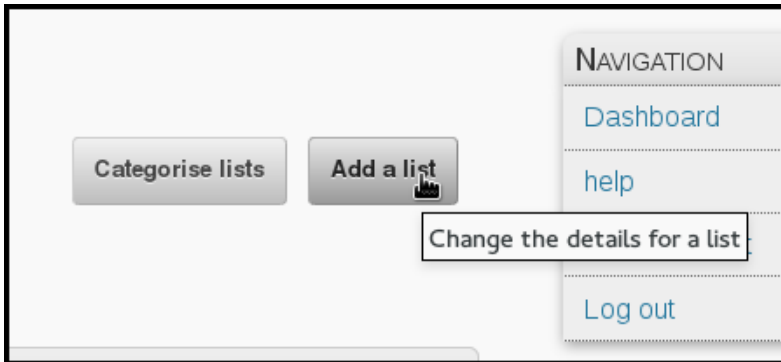 NAVIGATION
Dashboard
Categorise lists
Add a list
help
Change the details for a list
Log out